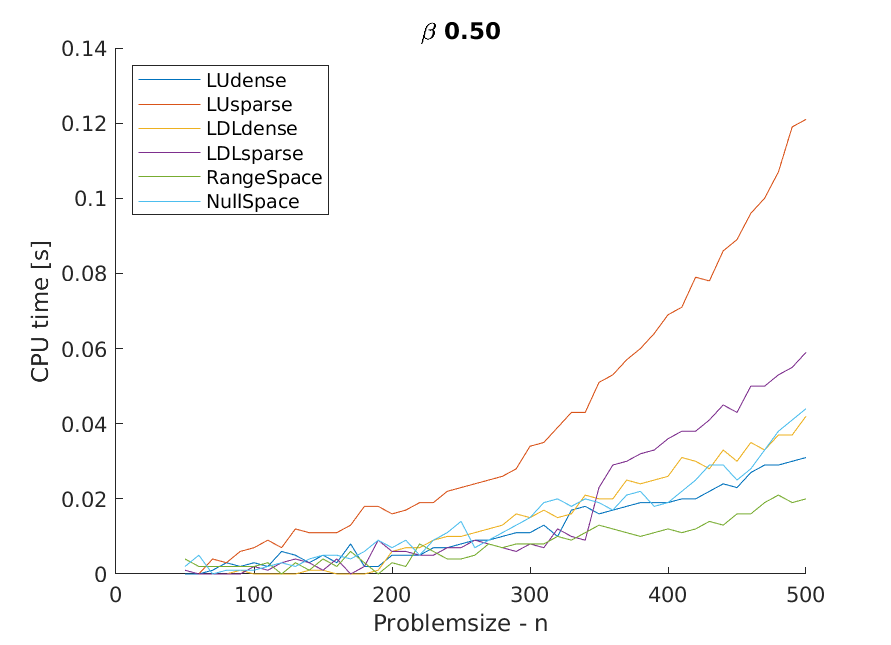 β 0.50
0.14
0.12
0.1
0.08
0.06
0.04
0.02
0
CPU time [s]
LUdense
LUsparse
LDLdense
LDLsparse
RangeSpace
NullSpace
0 100 200 300 400 500
Problemsize - n